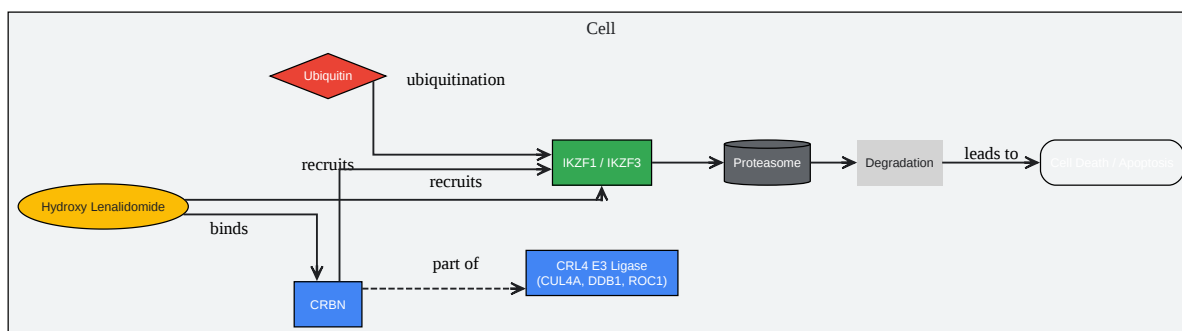 Cell
Ubiquitin
ubiquitination
IKZF1 / IKZF3
Proteasome
Degradation
leads to
Cell Death / Apoptosis
recruits
recruits
Hydroxy Lenalidomide
binds
part of
CRL4 E3 Ligase
(CUL4A, DDB1, ROC1)
CRBN